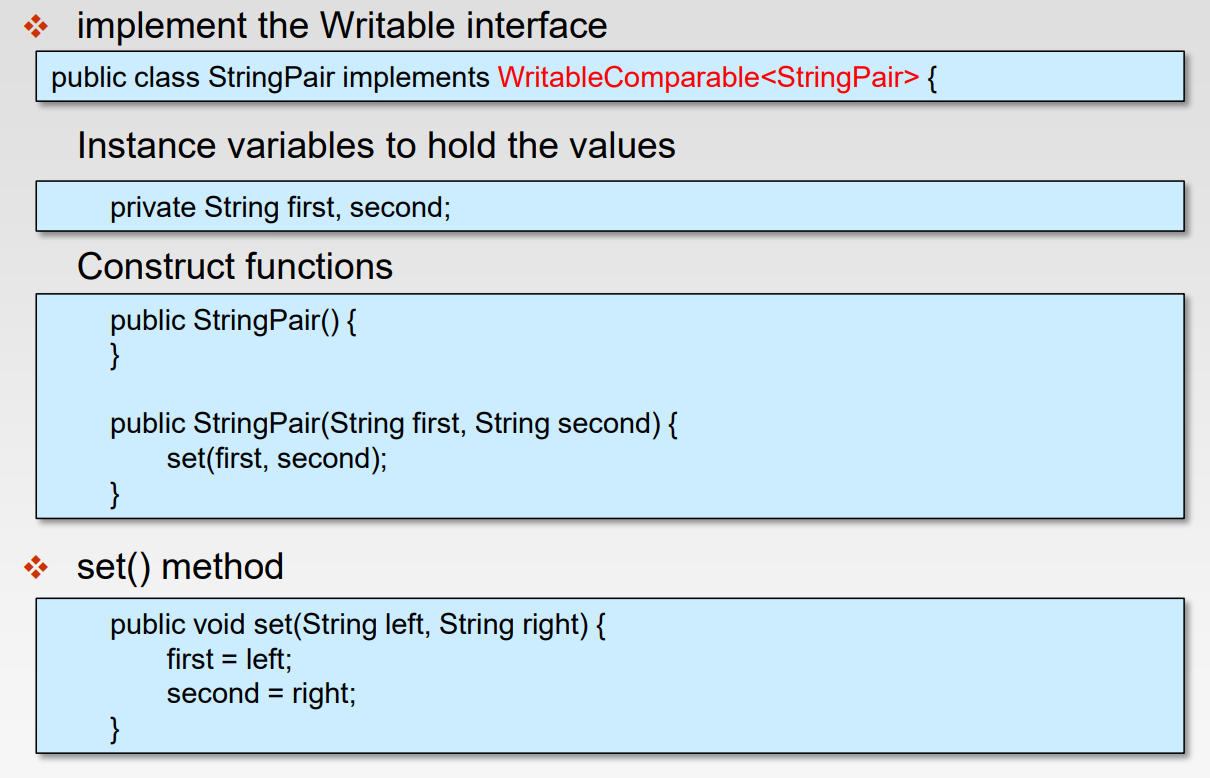 implement the Writable interface
public class StringPair implements WritableComparable<StringPair> {
Instance variables to hold the values
private String first, second;
Construct functions
public StringPair() {
}
public StringPair(String first, String second) {
set(first, second);
}
set() method
public void set(String left, String right) {
first = left;
second = right;
}